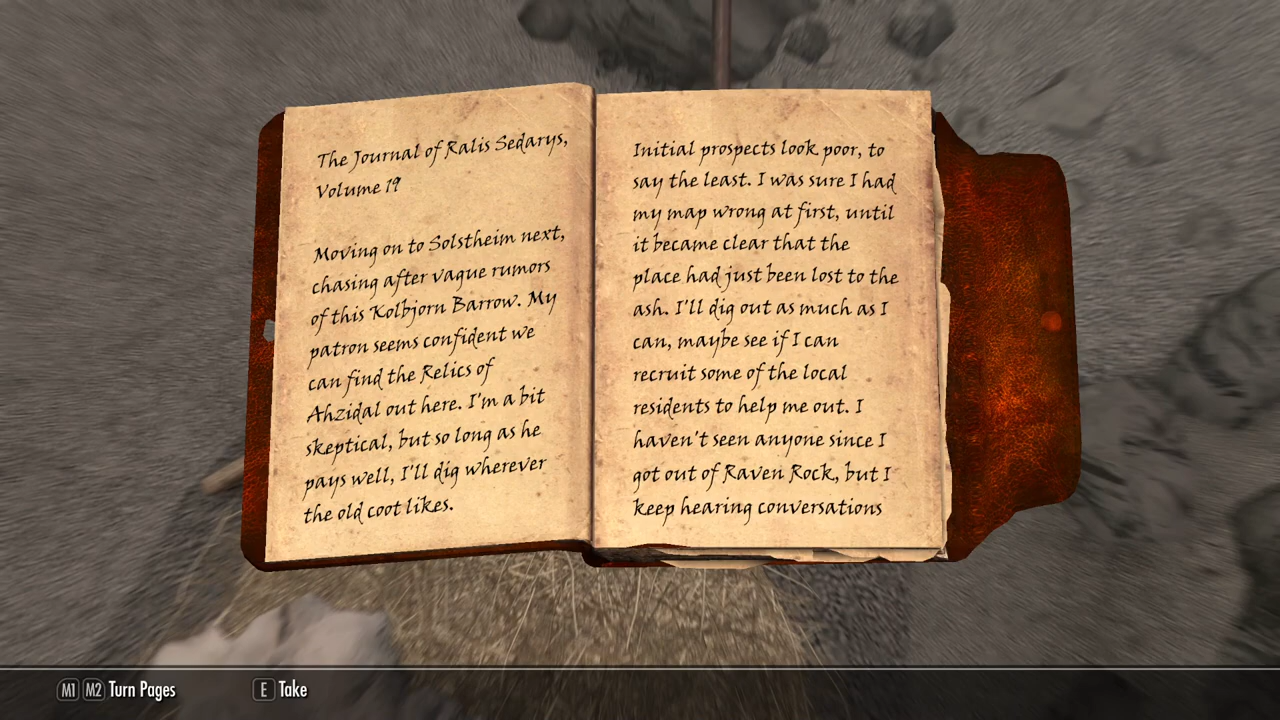 The Journal of Ralis Sedarys,
Volume 19
Moving on to Solstheim next,
chasing after vague rumors
of this Kolbjorn Barrow. My
patron seems confident we
can find the Relics of
Ahzidal out here. I'm a bit
skeptical, but so long as he
pays well, I'll dig wherever
the old coot likes.
Initial prospects look poor, to
say the least. I was sure I had
my map wrong at first, until
it became clear that the
place had just been lost to the
ash. I'll dig out as much as I
can, maybe see if I can
recruit some of the local
residents to help me out. I
haven't seen anyone since I
got out of Raven Rock, but I
keep hearing conversations
M1 M2 Turn Pages E Take